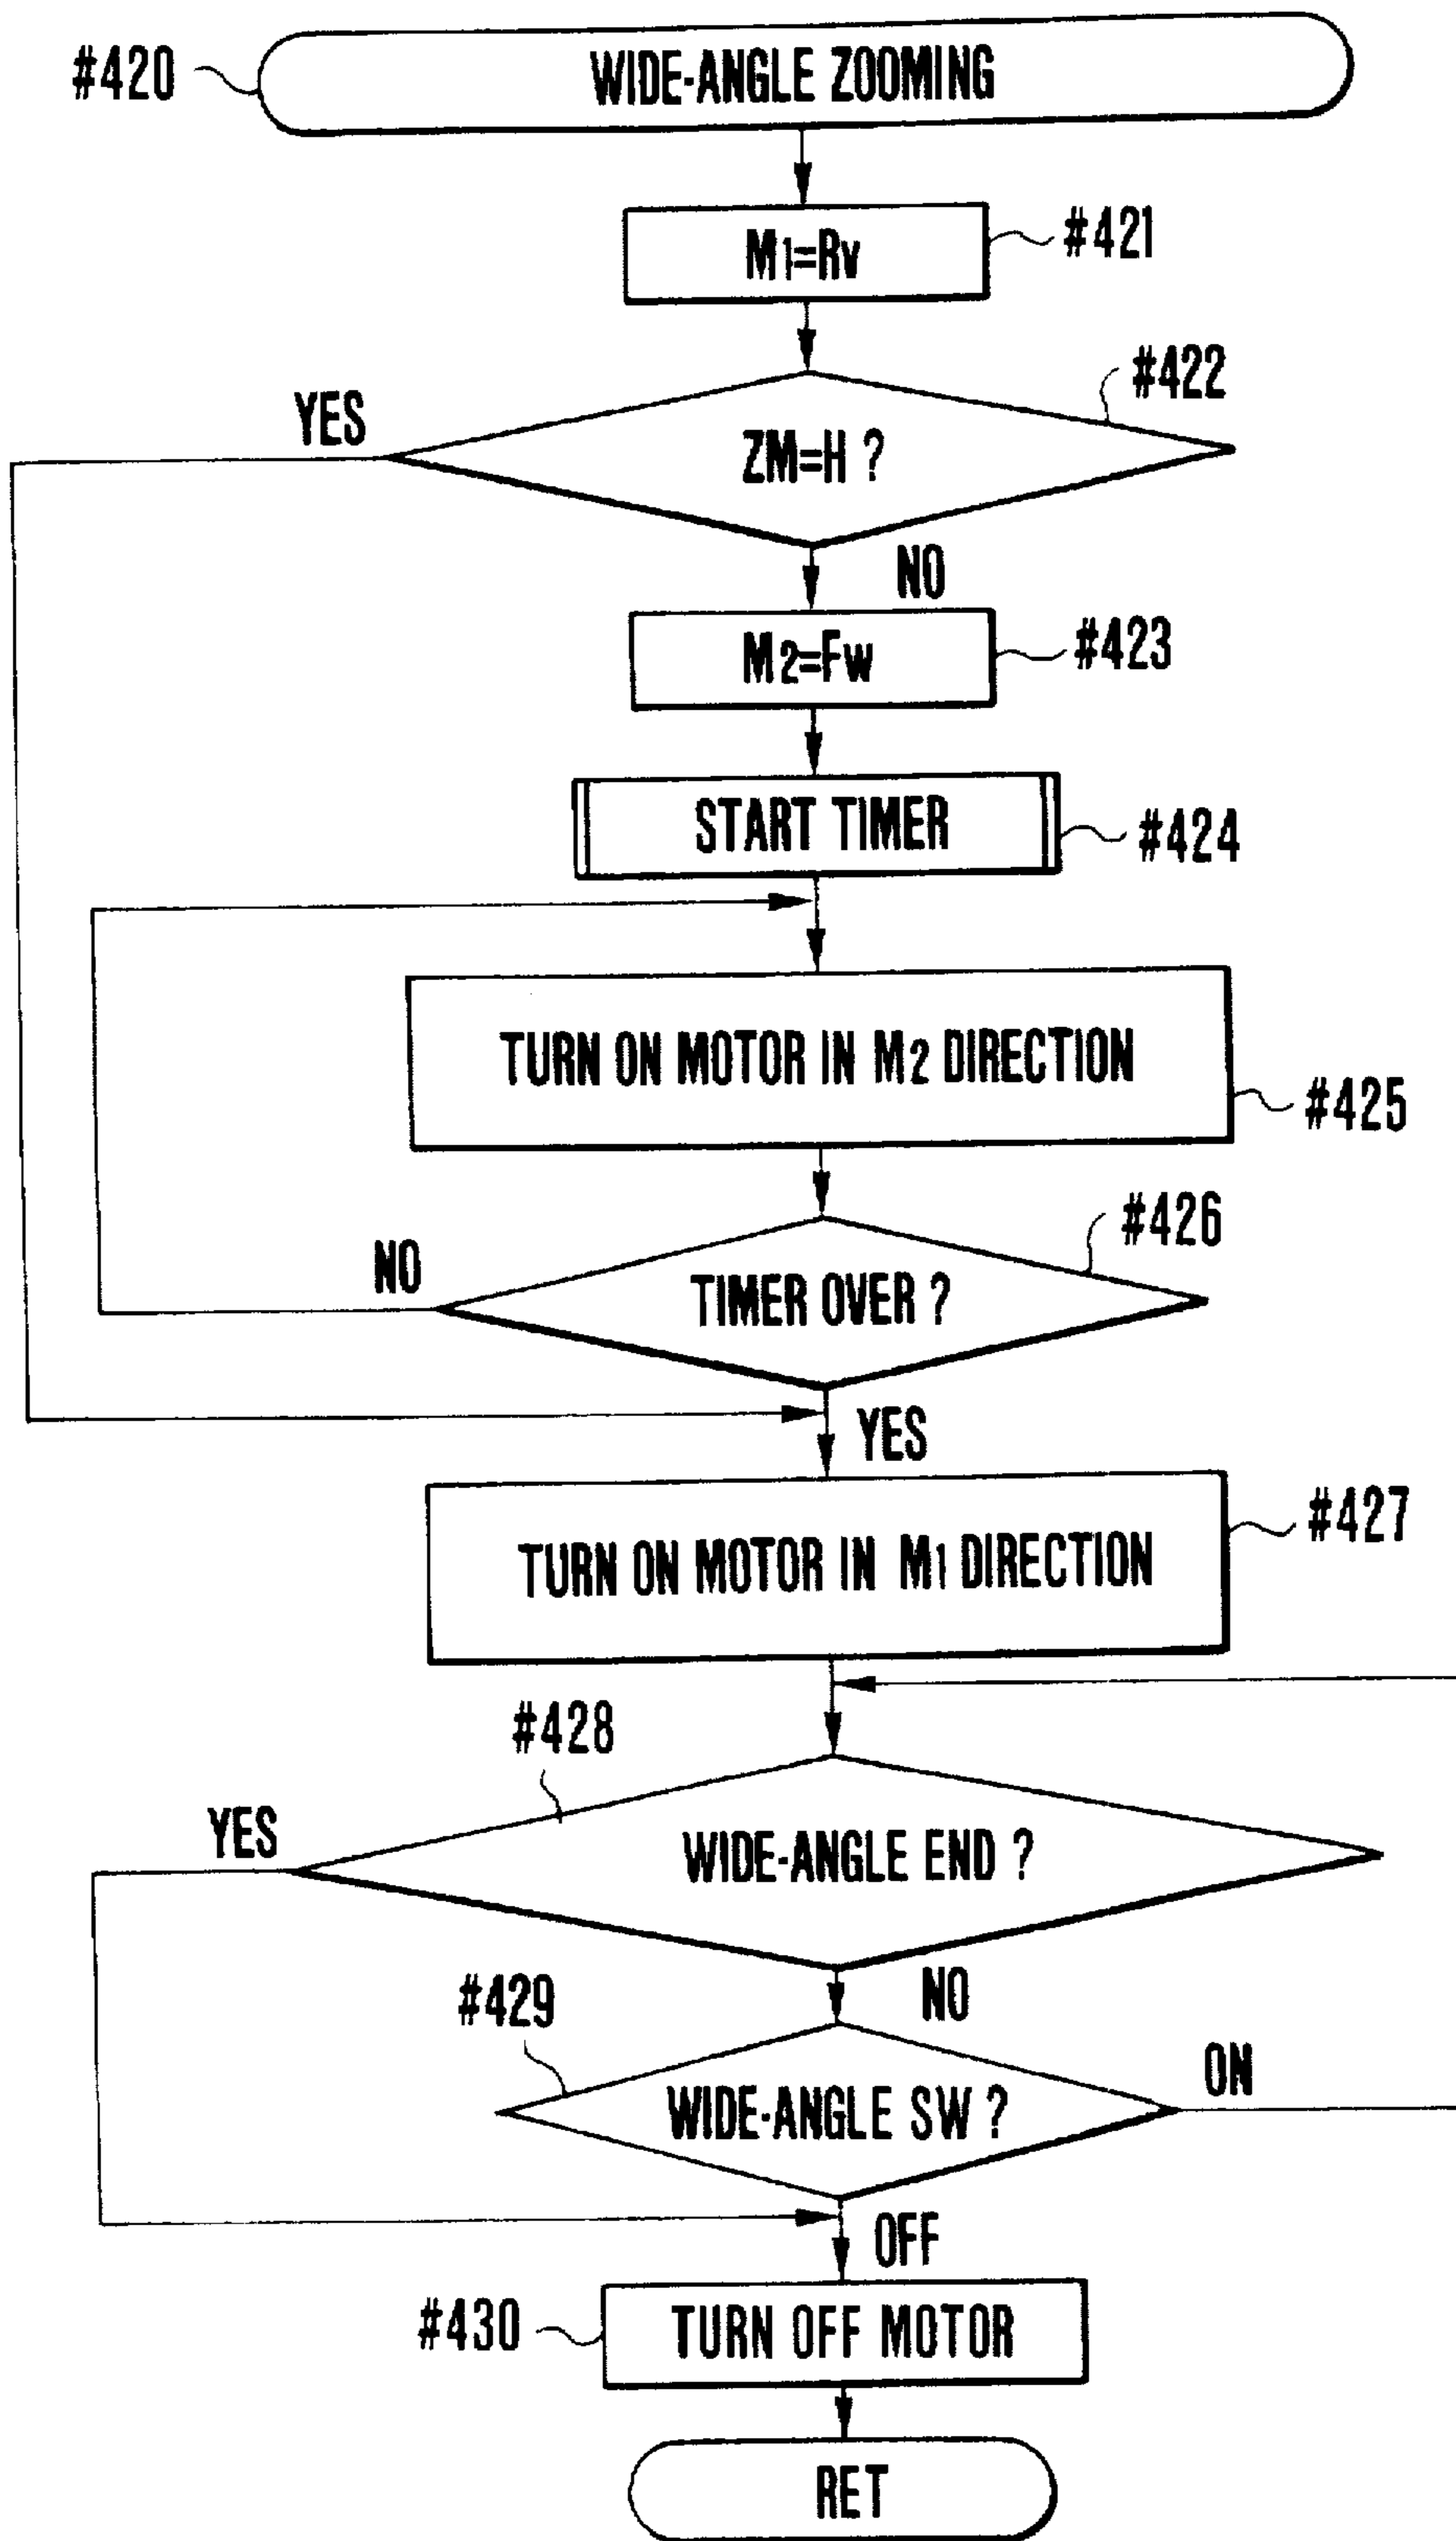 #420
WIDE-ANGLE ZOOMING
M1=Rv
#421
#422
YES
ZM=H ?
NO
M2=Fw
#423
START TIMER
#424
TURN ON MOTOR IN M2 DIRECTION
#425
#426
NO
TIMER OVER ?
YES
#427
TURN ON MOTOR IN M1 DIRECTION
#428
YES
WIDE-ANGLE END ?
NO
#429
ON
WIDE-ANGLE SW ?
OFF
#430
TURN OFF MOTOR
RET